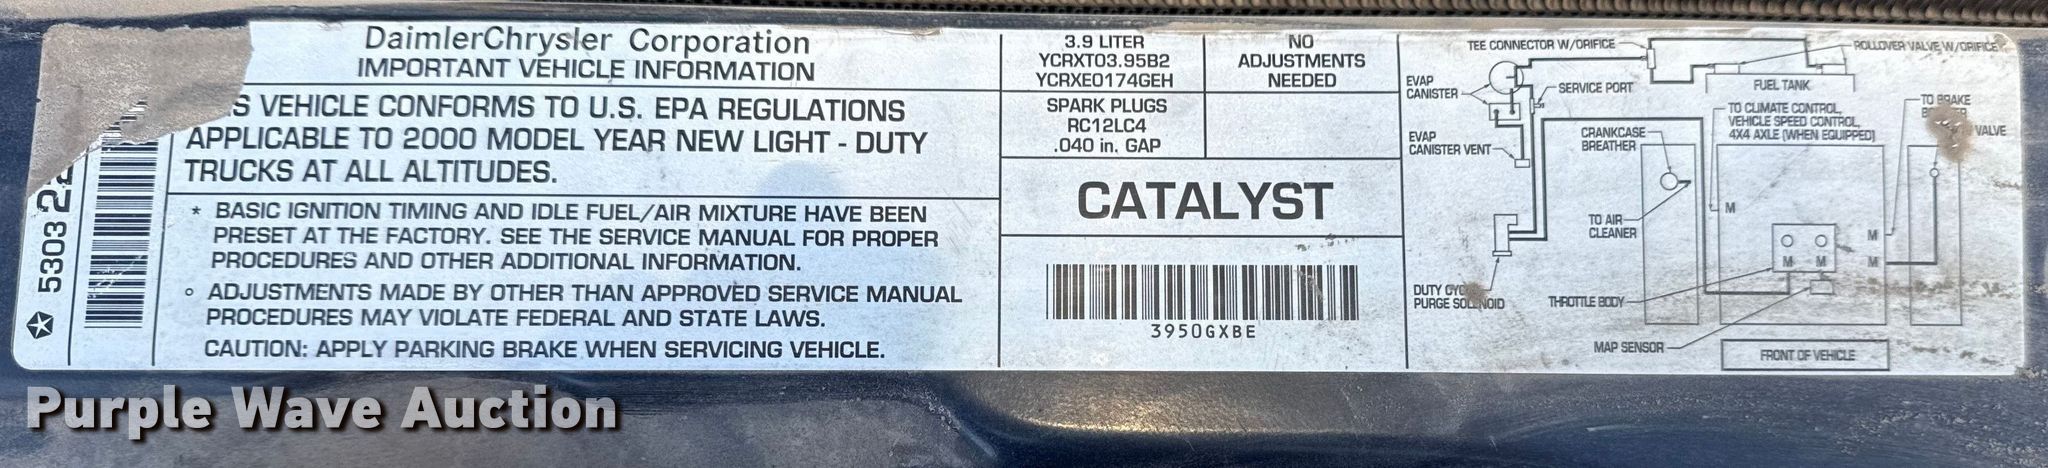 5303 22
DaimlerChrysler Corporation
IMPORTANT VEHICLE INFORMATION
VEHICLE CONFORMS TO U.S. EPA REGULATIONS
APPLICABLE TO 2000 MODEL YEAR NEW LIGHT - DUTY
TRUCKS AT ALL ALTITUDES.
* BASIC IGNITION TIMING AND IDLE FUEL/AIR MIXTURE HAVE BEEN
PRESET AT THE FACTORY. SEE THE SERVICE MANUAL FOR PROPER
PROCEDURES AND OTHER ADDITIONAL INFORMATION.
° ADJUSTMENTS MADE BY OTHER THAN APPROVED SERVICE MANUAL
PROCEDURES MAY VIOLATE FEDERAL AND STATE LAWS.
CAUTION: APPLY PARKING BRAKE WHEN SERVICING VEHICLE.
3.9 LITER
YCRXT03.95B2
YCRXE0174GEH
NO
ADJUSTMENTS
NEEDED
SPARK PLUGS
RC12LC4
.040 in. GAP
CATALYST
3950GXBE
TEE CONNECTOR W/ORIFICE
ROLLOVER VALVE W/ORIFICE
EVAP
CANISTER
SERVICE PORT
FUEL TANK
TO CLIMATE CONTROL,
VEHICLE SPEED CONTROL,
4X4 AXLE (WHEN EQUIPPED)
TO BRAKE
VALVE
EVAP
CANISTER VENT
CRANKCASE
BREATHER
TO AIR
CLEANER
M
M
M M M
DUTY CYCLE
PURGE SOLENOID
THROTTLE BODY
MAP SENSOR
FRONT OF VEHICLE
Purple Wave Auction